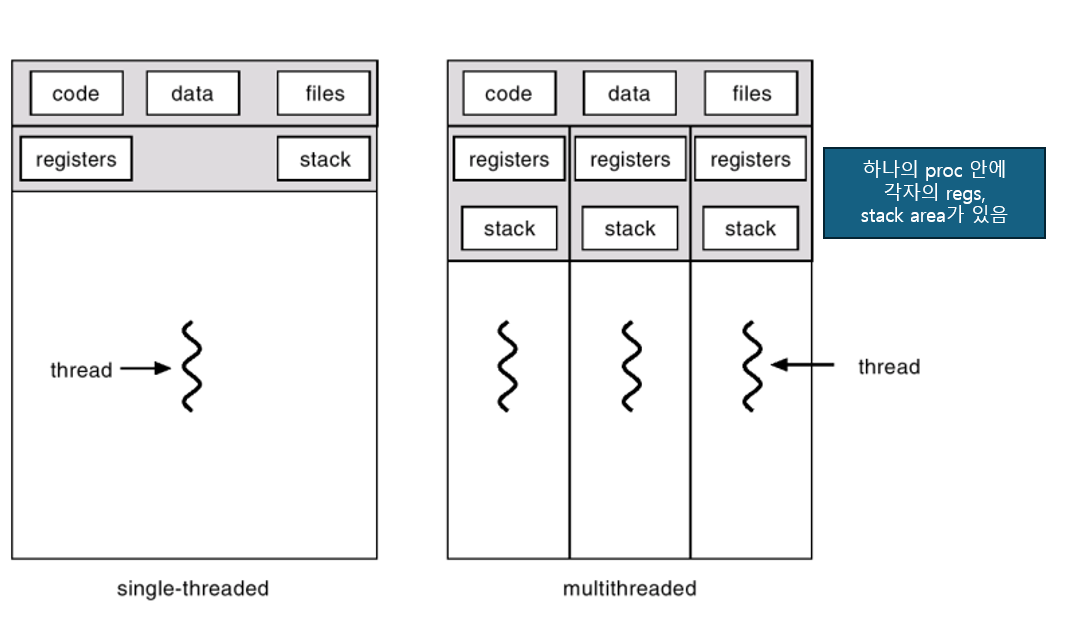 code data files
registers stack
thread
single-threaded
code data files
registers registers registers
stack stack stack
thread
multithreaded
하나의 proc 안에
각자의 regs,
stack area가 있음